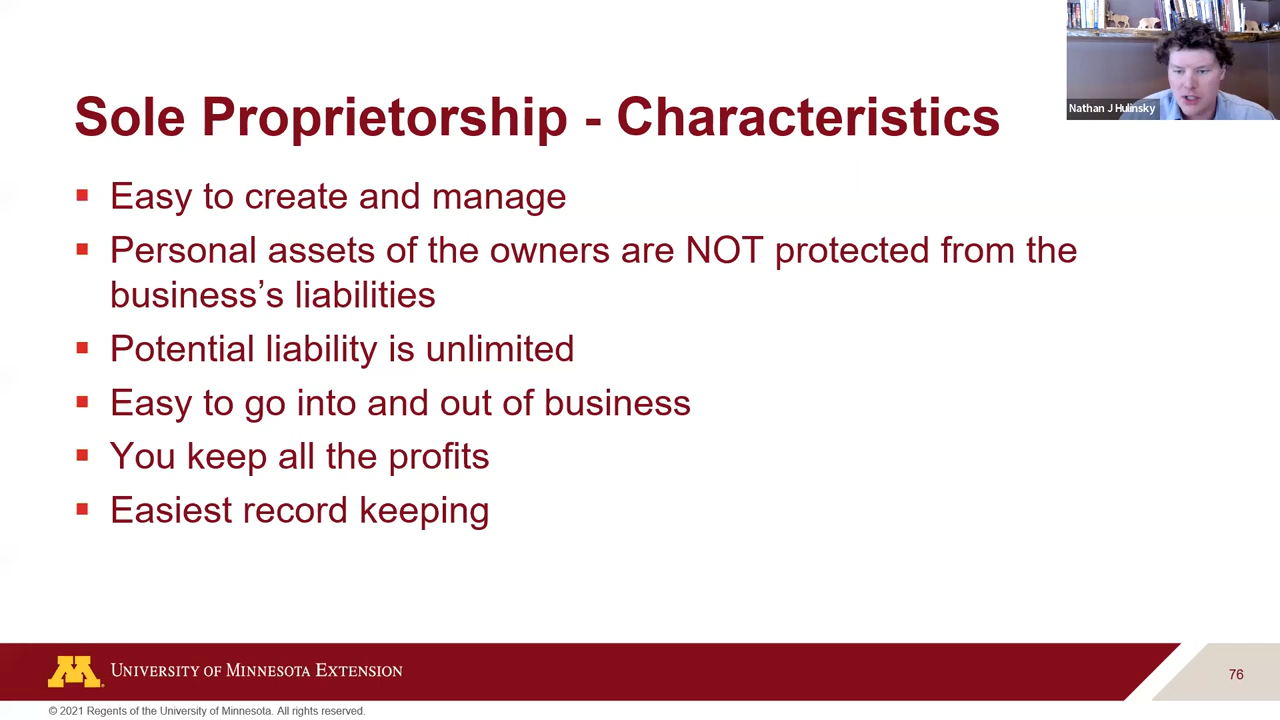 Nathan J Hulinsky
Sole Proprietorship - Characteristics
Easy to create and manage
Personal assets of the owners are NOT protected from the
business’s liabilities
Potential liability is unlimited
Easy to go into and out of business
You keep all the profits
Easiest record keeping
M
UNIVERSITY OF MINNESOTA EXTENSION
76
© 2021 Regents of the University of Minnesota. All rights reserved.